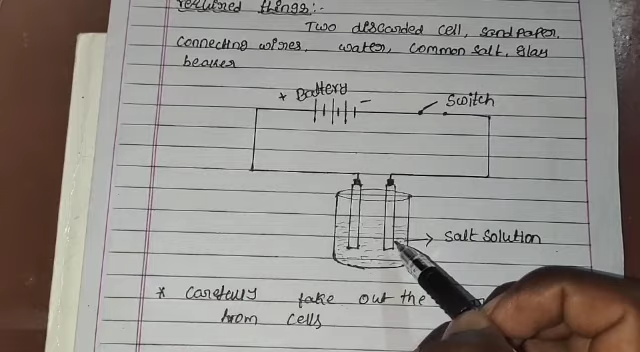 required things:-
Two discarded cell, sand paper,
connecting wires, water, common salt, glass
beaker
+ Battery -
Switch
→ Salt solution
* Carefully take out the
from cells